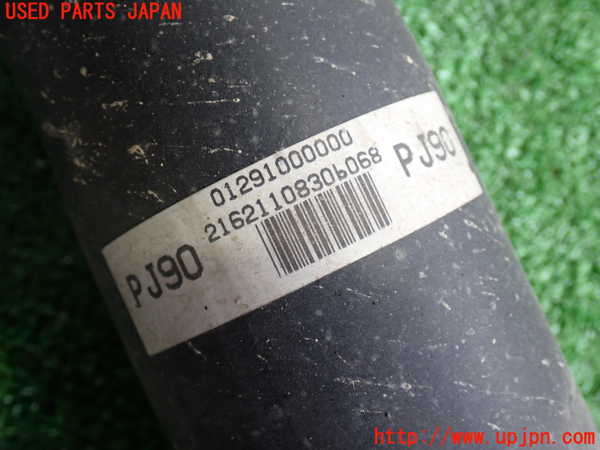 USED PARTS JAPAN
01291000000
PJ90
2162110830b068
PJ90
http://www.upjpn.com/